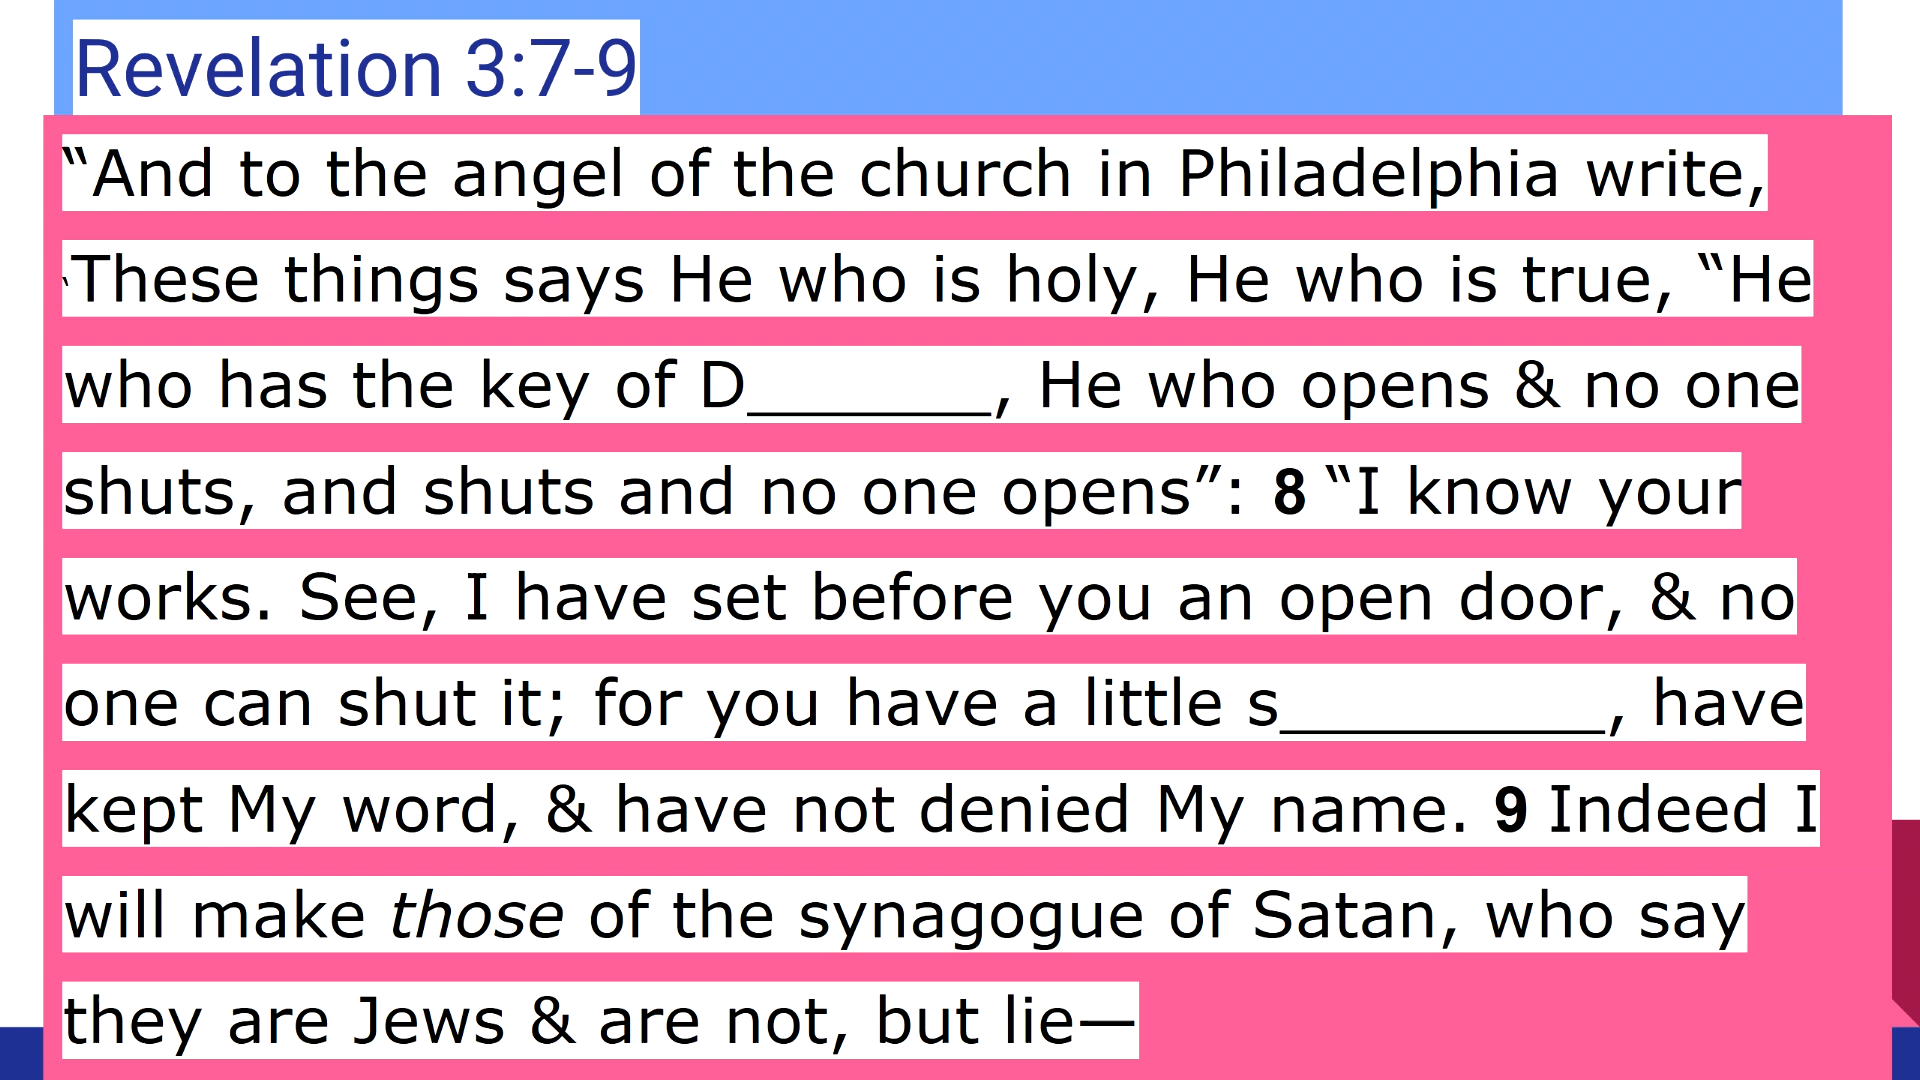 Revelation 3:7-9
“And to the angel of the church in Philadelphia write,
‘These things says He who is holy, He who is true, “He
who has the key of D_______, He who opens & no one
shuts, and shuts and no one opens”: 8 “I know your
works. See, I have set before you an open door, & no
one can shut it; for you have a little s_________, have
kept My word, & have not denied My name. 9 Indeed I
will make those of the synagogue of Satan, who say
they are Jews & are not, but lie—